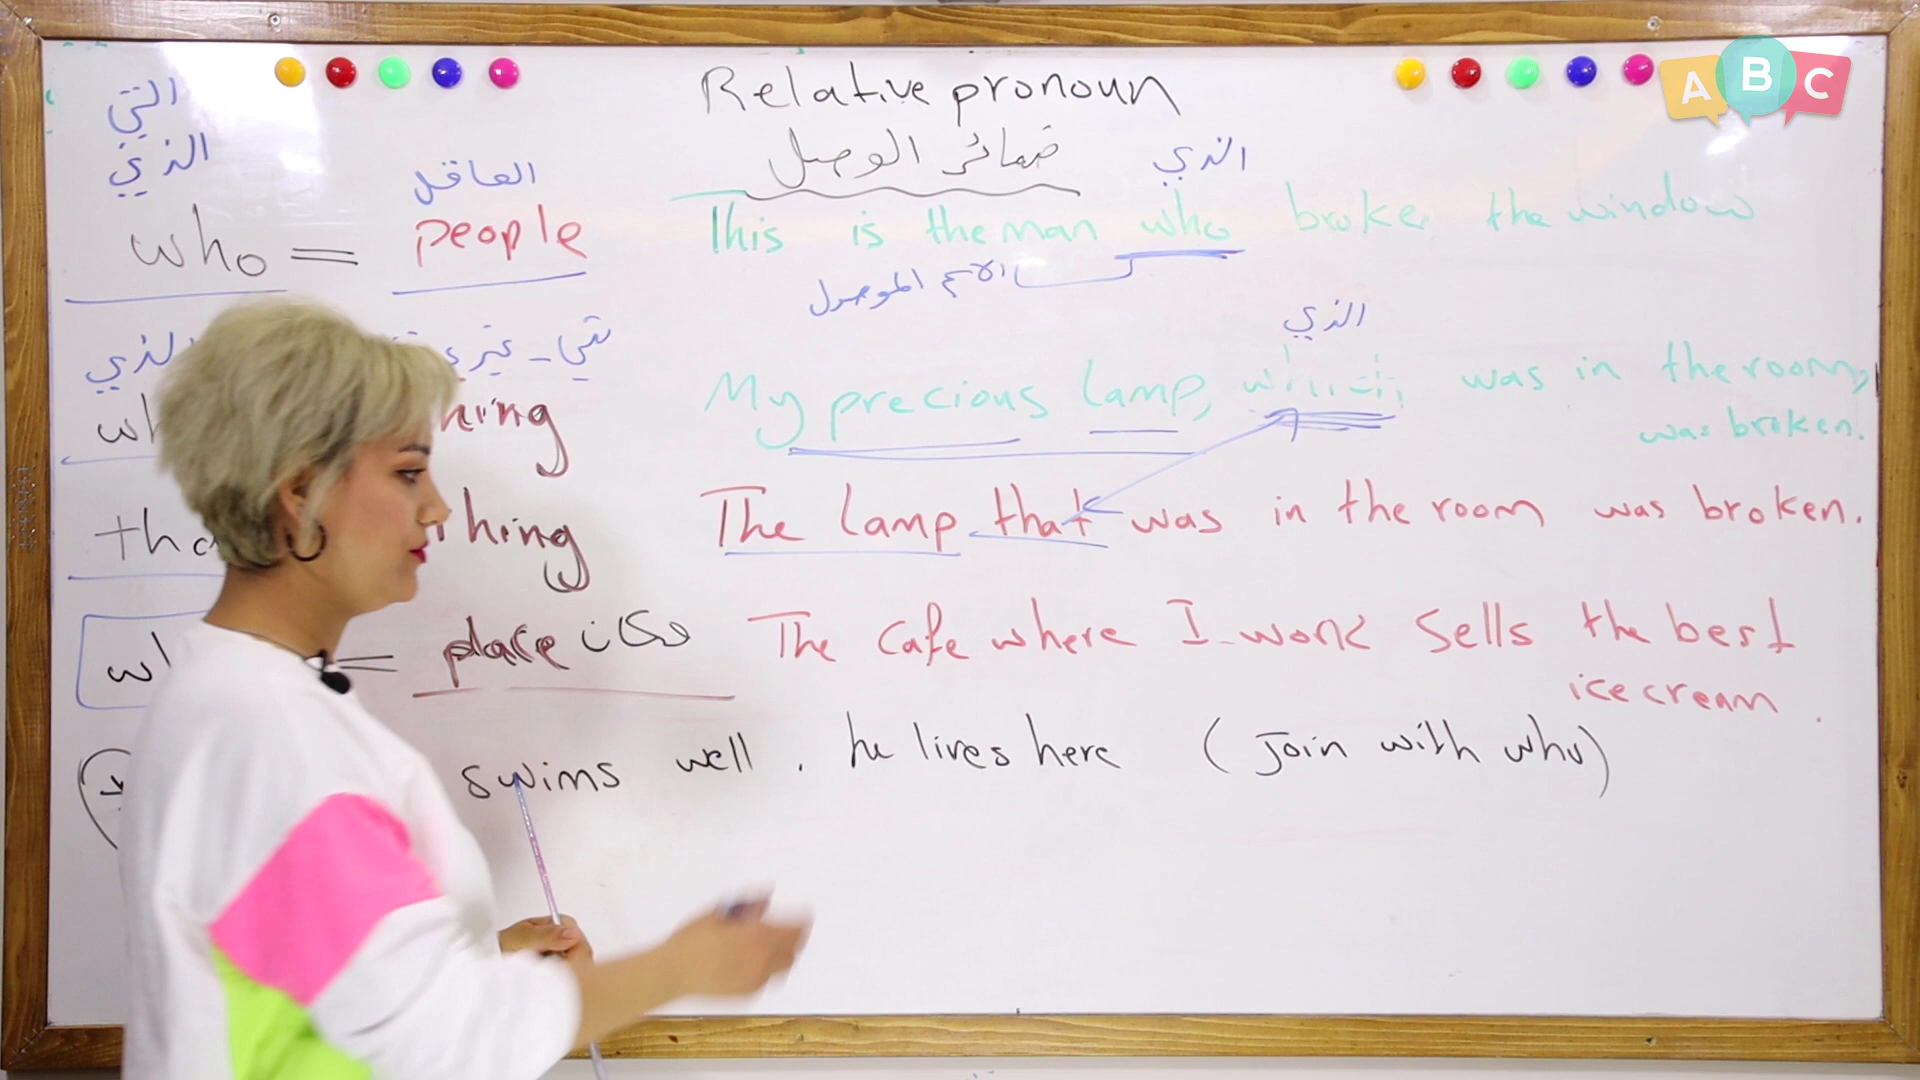 A B C
Relative pronoun
ضمائر الوصل
التي
الذي
العاقل
who = people
الذي
This is the man who broke the window
الاسم الموصول
الذي
الذي
My precious lamp, which was in the room,
was broken.
hing
The lamp that was in the room was broken.
hing
= place مكان
The cafe where I work sells the best
ice cream.
swims well. he lives here (Join with who)